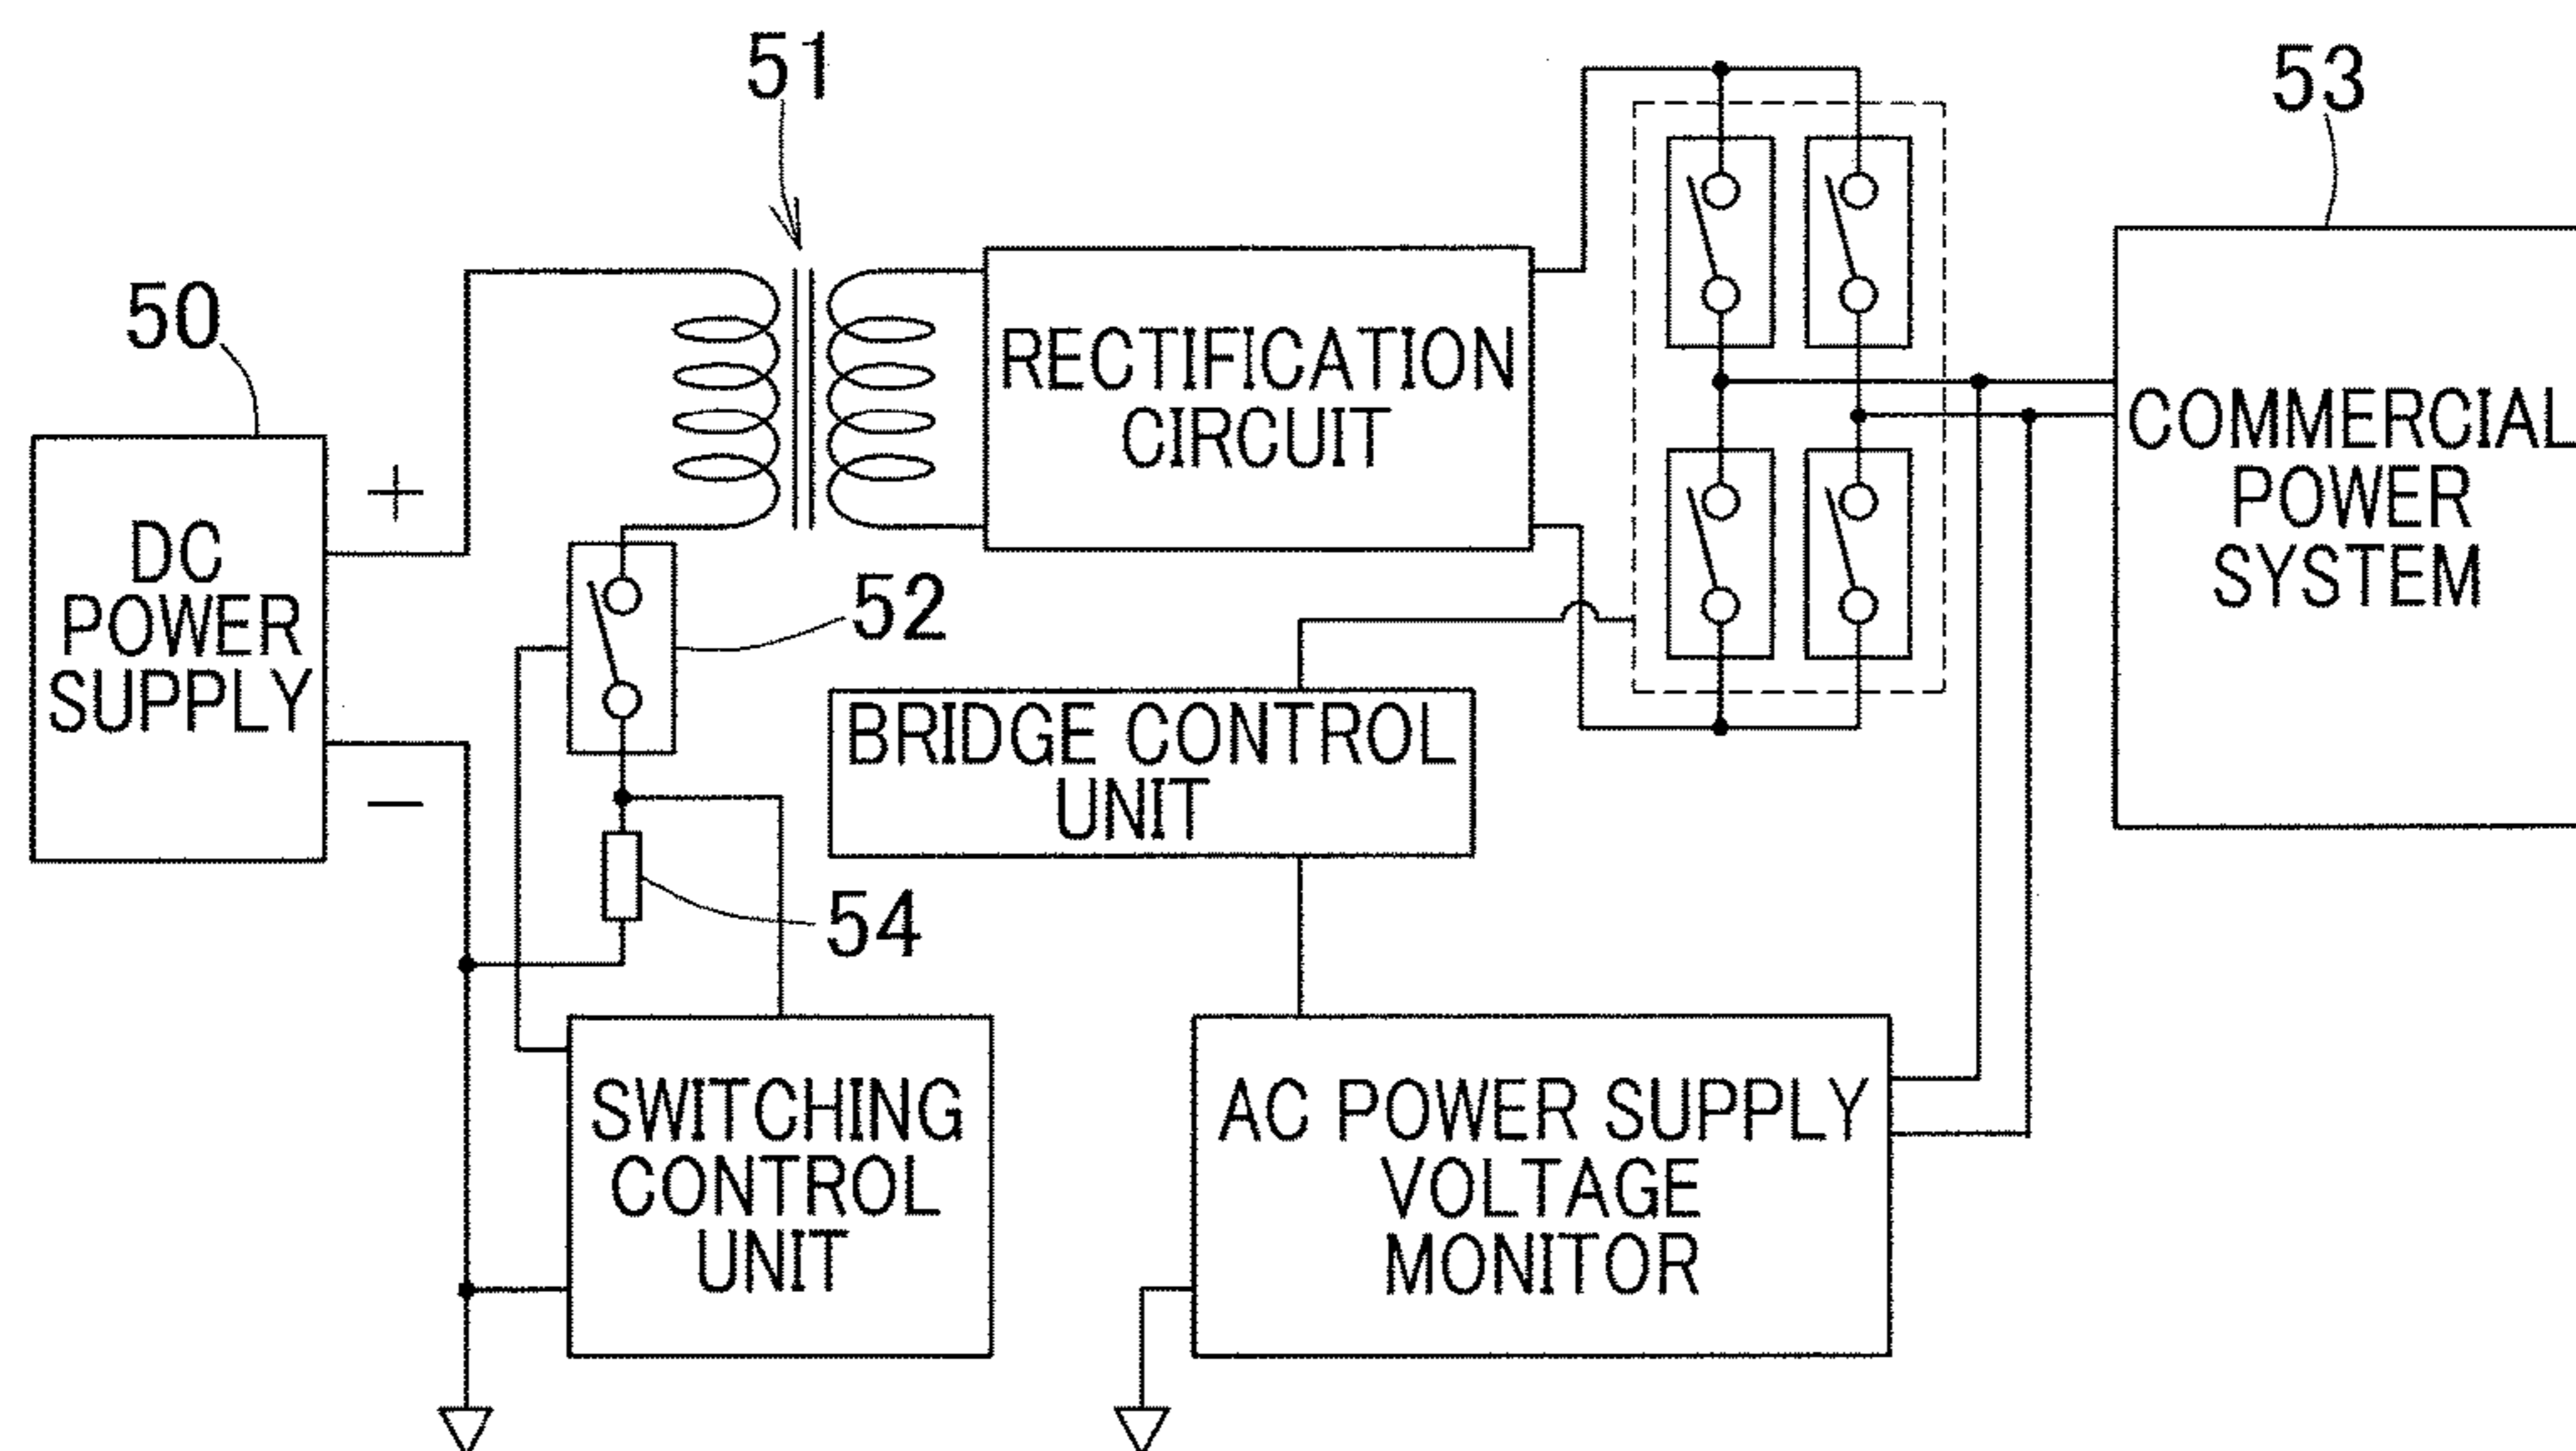 51
53
50
RECTIFICATION
CIRCUIT
COMMERCIAL
POWER
SYSTEM
+
DC
POWER
SUPPLY
52
BRIDGE CONTROL
UNIT
−
54
SWITCHING
CONTROL
UNIT
AC POWER SUPPLY
VOLTAGE
MONITOR